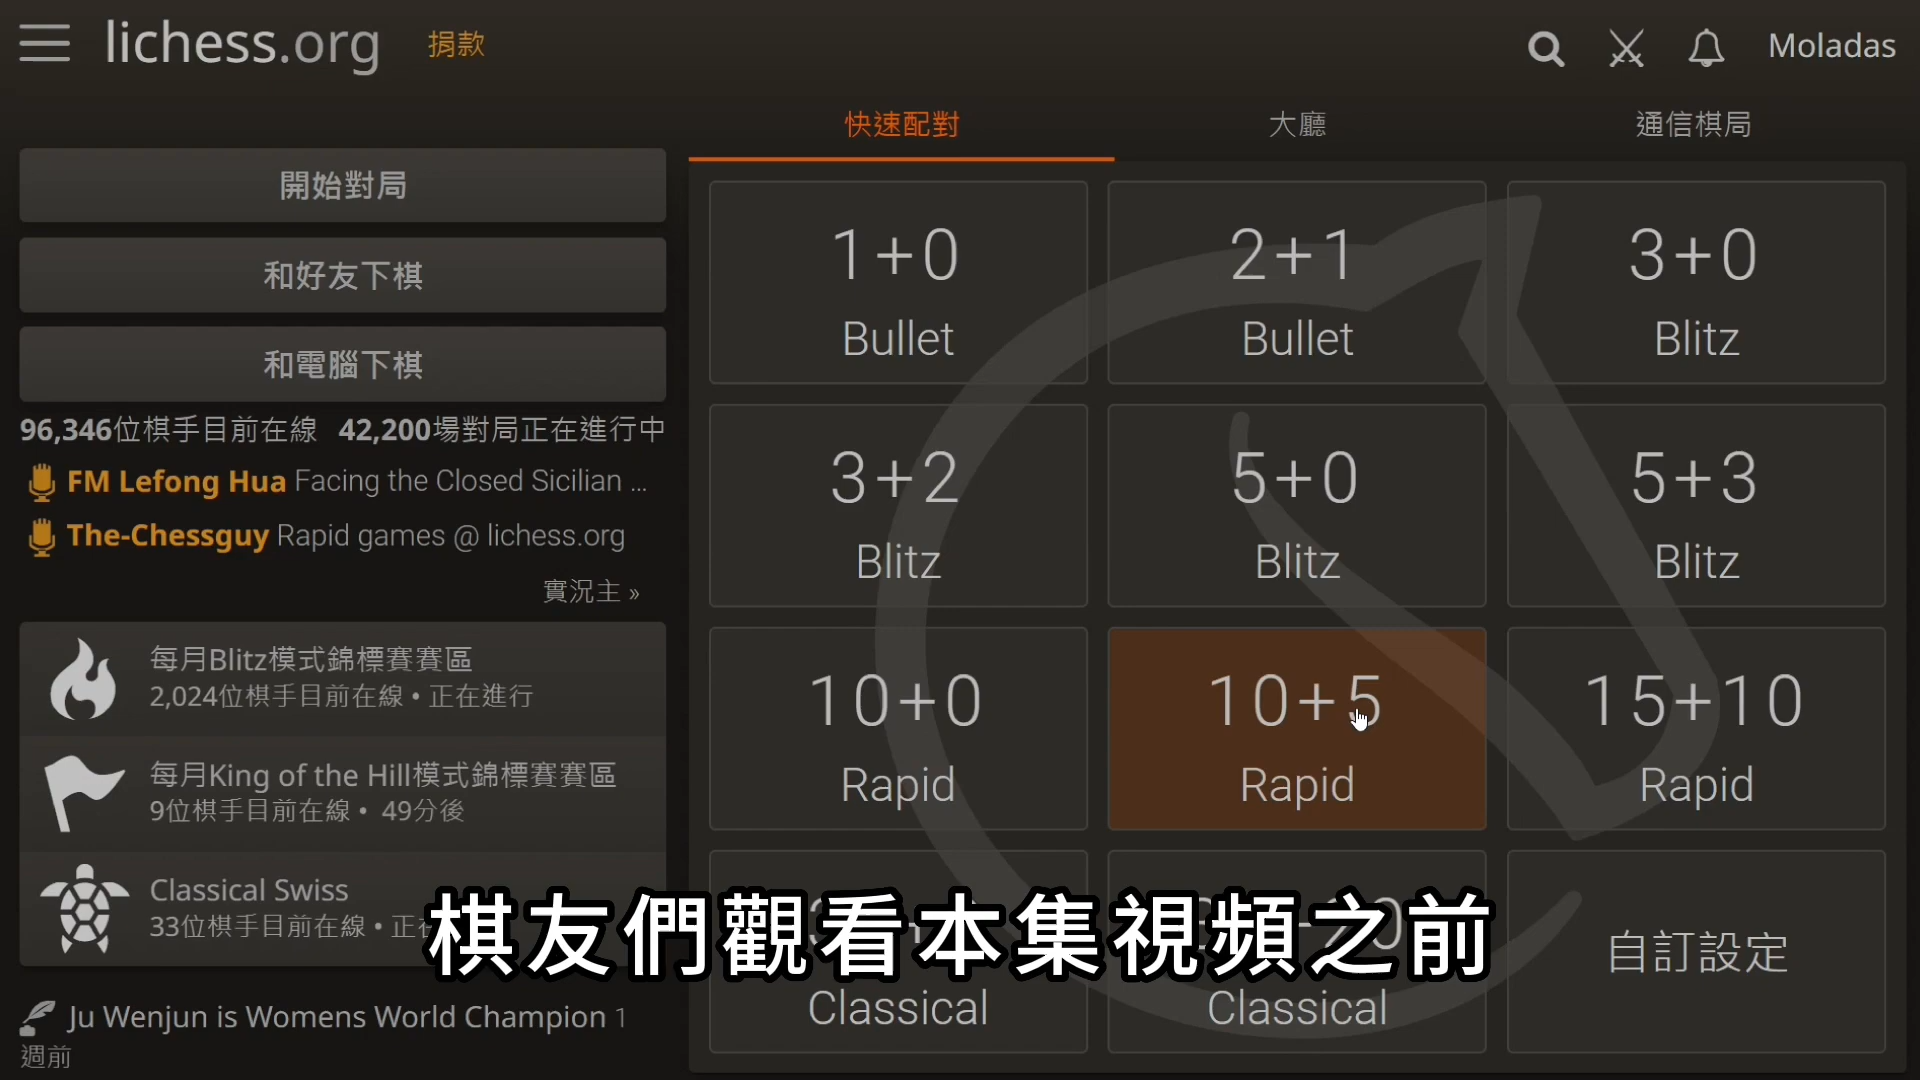 lichess.org
捐款
Moladas
快速配對
大廳
通信棋局
開始對局
和好友下棋
和電腦下棋
96,346位棋手目前在線 42,200場對局正在進行中
FM Lefong Hua Facing the Closed Sicilian ...
The-Chessguy Rapid games @ lichess.org
實況主 »
每月Blitz模式錦標賽賽區
2,024位棋手目前在線 • 正在進行
每月King of the Hill模式錦標賽賽區
9位棋手目前在線 • 49分後
Classical Swiss
33位棋手目前在線 • 正在
Ju Wenjun is Womens World Champion 1
週前
1+0
Bullet
2+1
Bullet
3+0
Blitz
3+2
Blitz
5+0
Blitz
5+3
Blitz
10+0
Rapid
10+5
Rapid
15+10
Rapid
Classical
Classical
自訂設定
棋友們觀看本集視頻之前